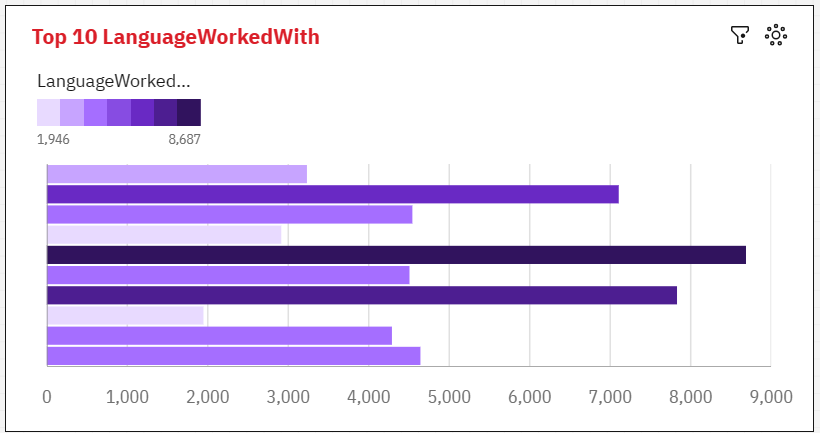 Top 10 LanguageWorkedWith
LanguageWorked...
1,946 8,687
0 1,000 2,000 3,000 4,000 5,000 6,000 7,000 8,000 9,000